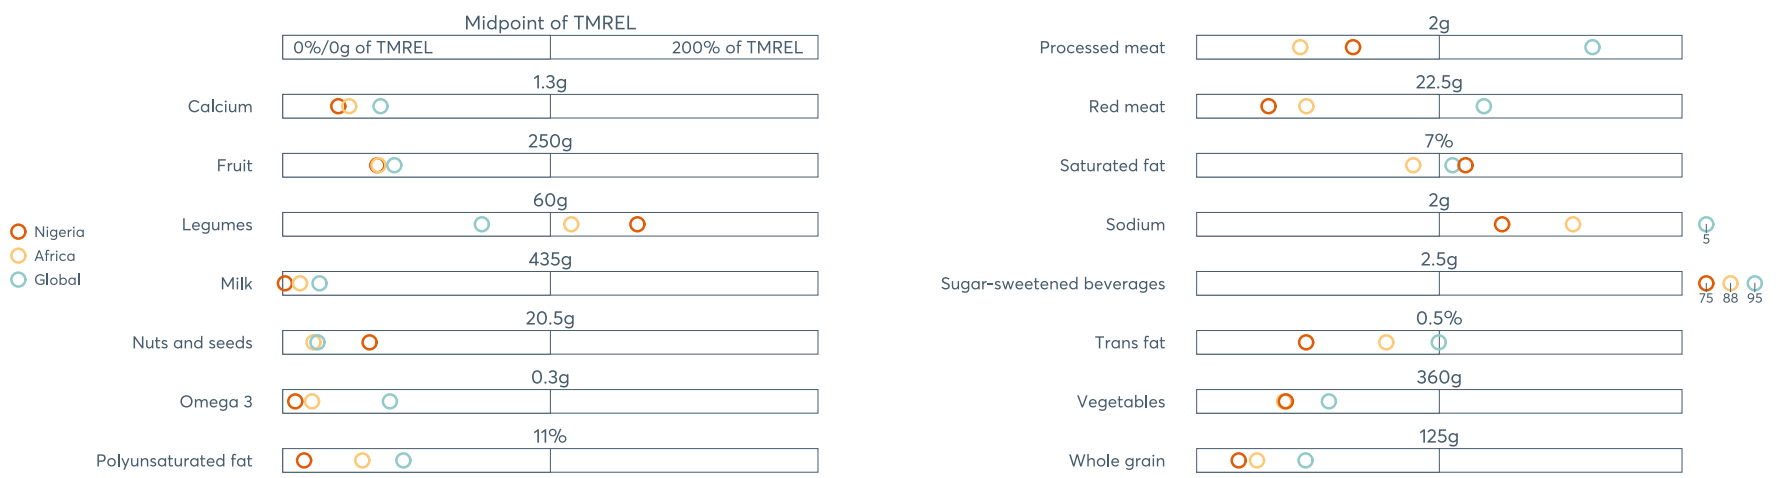 Midpoint of TMREL
0%/0g of TMREL 200% of TMREL
1.3g
Calcium
250g
Fruit
60g
Legumes
435g
Milk
20.5g
Nuts and seeds
0.3g
Omega 3
11%
Polyunsaturated fat
Nigeria
Africa
Global
2g
Processed meat
22.5g
Red meat
7%
Saturated fat
2g
Sodium
5
2.5g
Sugar-sweetened beverages
75 88 95
0.5%
Trans fat
360g
Vegetables
125g
Whole grain